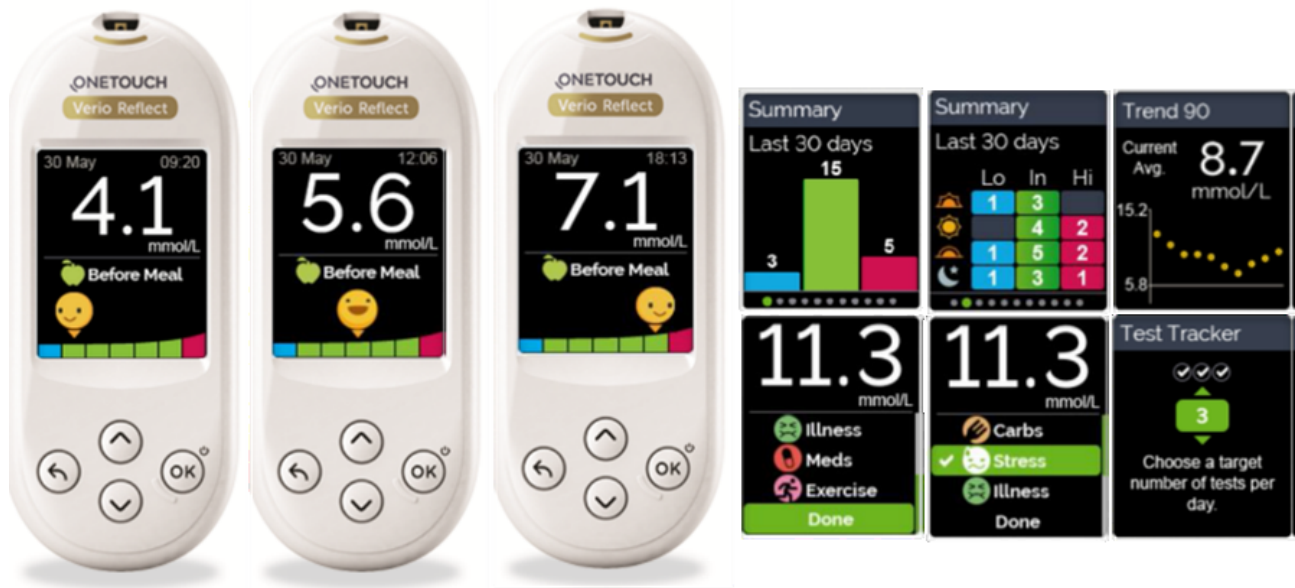 ONETOUCH
Verio Reflect
30 May 09:20
4.1
mmol/L
Before Meal
OK
ONETOUCH
Verio Reflect
30 May 12:06
5.6
mmol/L
Before Meal
OK
ONETOUCH
Verio Reflect
30 May 18:13
7.1
mmol/L
Before Meal
OK
Summary
Last 30 days
15
3
5
Summary
Last 30 days
Lo In Hi
1 3
4 2
1 5 2
1 3 1
Trend 90
Current
Avg.
8.7
mmol/L
15.2
5.8
11.3
mmol/L
Illness
Meds
Exercise
Done
11.3
mmol/L
Carbs
Stress
Illness
Done
Test Tracker
3
Choose a target
number of tests per
day.